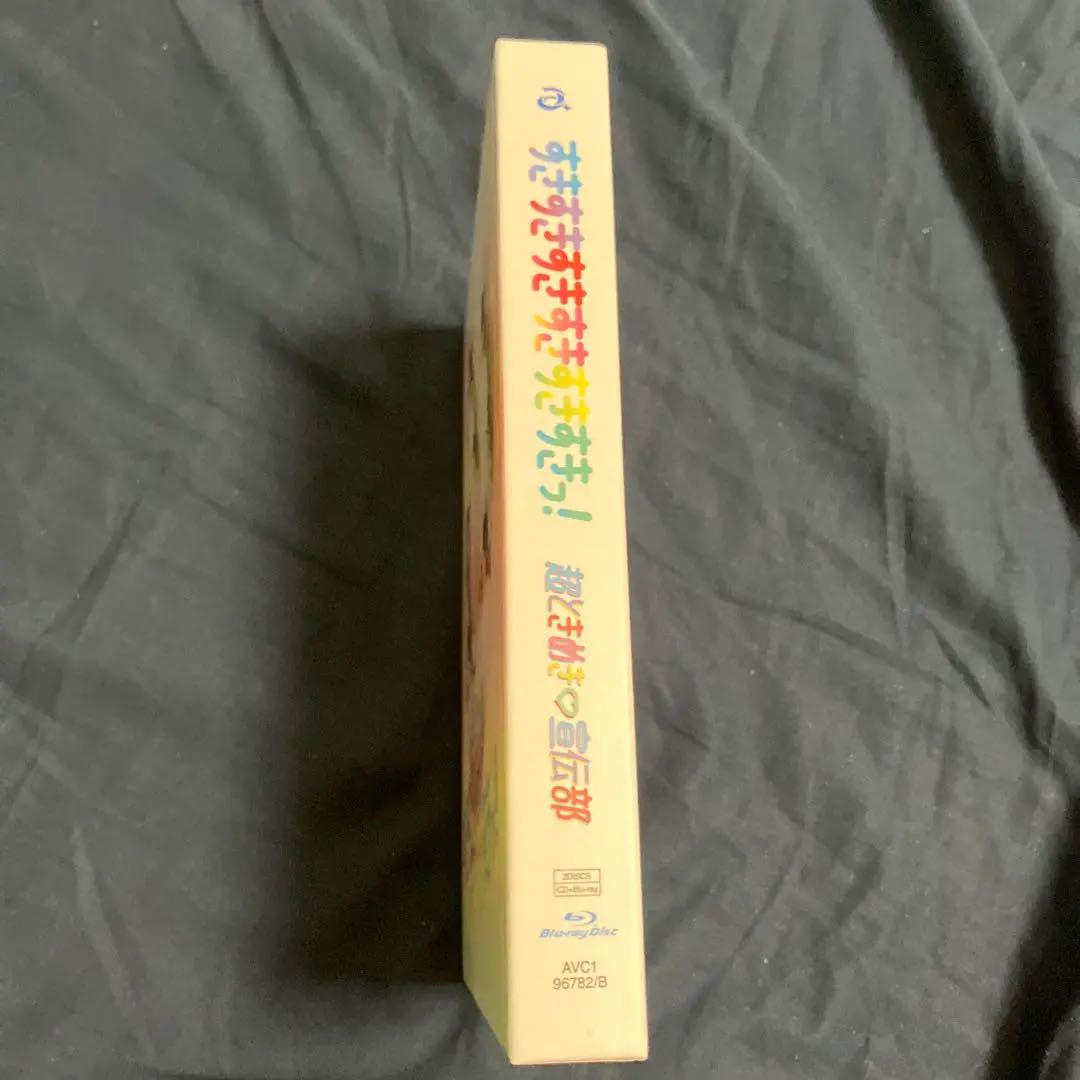 すきすきすきすきすきすきっ!
超ときめき♡宣伝部
2DISCS
CD+Blu-ray
Blu-ray Disc
AVC1
96782/B